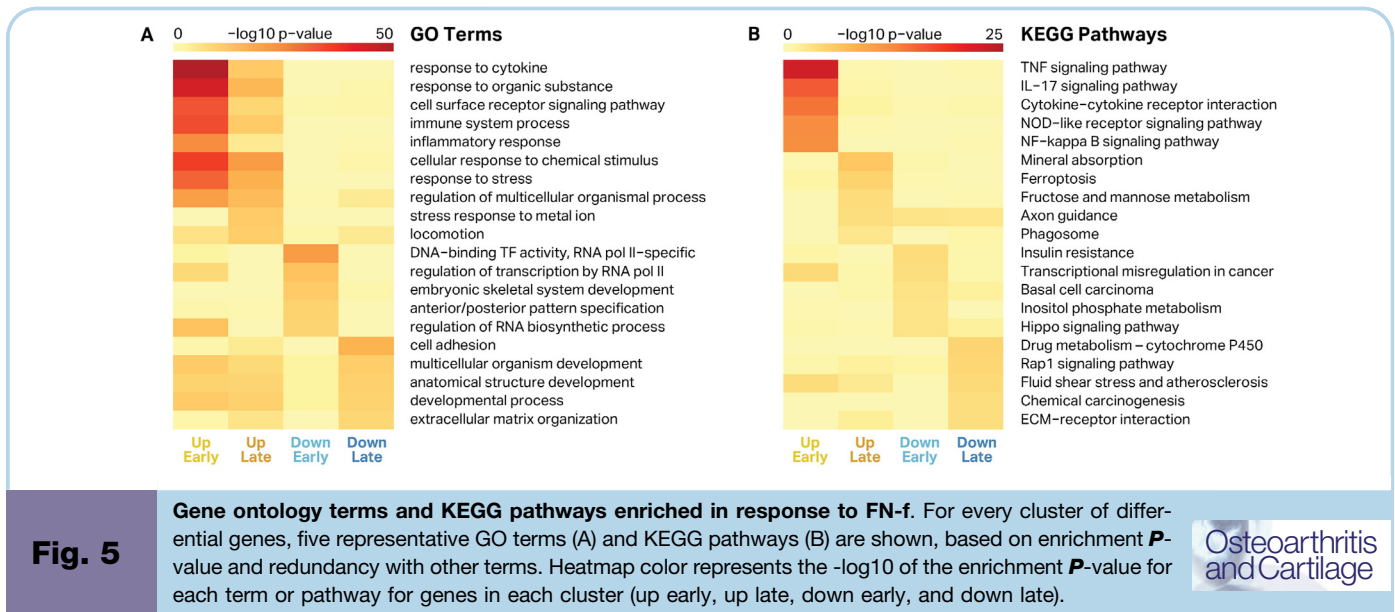 A
0 −log10 p−value 50
GO Terms
response to cytokine
response to organic substance
cell surface receptor signaling pathway
immune system process
inflammatory response
cellular response to chemical stimulus
response to stress
regulation of multicellular organismal process
stress response to metal ion
locomotion
DNA−binding TF activity, RNA pol II−specific
regulation of transcription by RNA pol II
embryonic skeletal system development
anterior/posterior pattern specification
regulation of RNA biosynthetic process
cell adhesion
multicellular organism development
anatomical structure development
developmental process
extracellular matrix organization
Up Early
Up Late
Down Early
Down Late
B
0 −log10 p−value 25
KEGG Pathways
TNF signaling pathway
IL−17 signaling pathway
Cytokine−cytokine receptor interaction
NOD−like receptor signaling pathway
NF−kappa B signaling pathway
Mineral absorption
Ferroptosis
Fructose and mannose metabolism
Axon guidance
Phagosome
Insulin resistance
Transcriptional misregulation in cancer
Basal cell carcinoma
Inositol phosphate metabolism
Hippo signaling pathway
Drug metabolism – cytochrome P450
Rap1 signaling pathway
Fluid shear stress and atherosclerosis
Chemical carcinogenesis
ECM−receptor interaction
Up Early
Up Late
Down Early
Down Late
Fig. 5
Gene ontology terms and KEGG pathways enriched in response to FN-f. For every cluster of differ-
ential genes, five representative GO terms (A) and KEGG pathways (B) are shown, based on enrichment P-
value and redundancy with other terms. Heatmap color represents the -log10 of the enrichment P-value for
each term or pathway for genes in each cluster (up early, up late, down early, and down late).
Osteoarthritis
and Cartilage